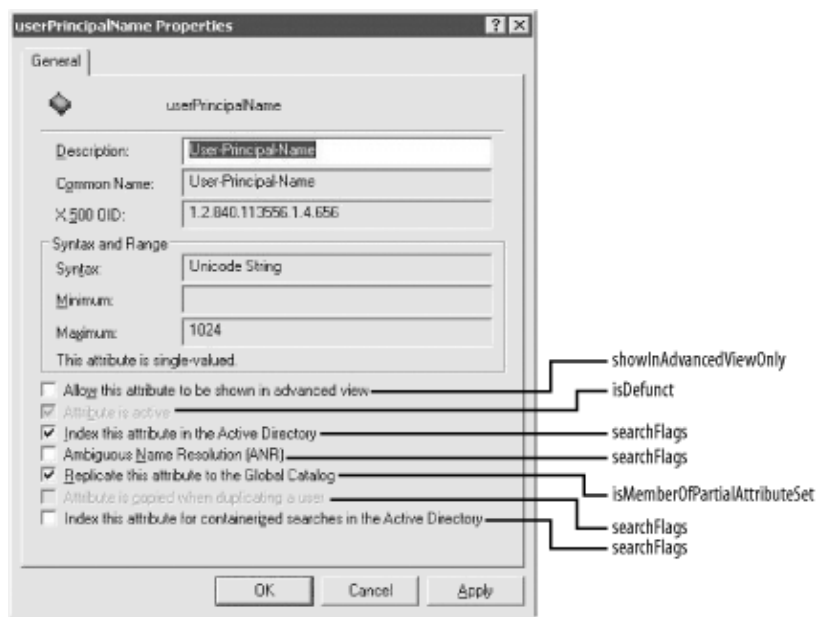 userPrincipalName Properties
General
userPrincipalName
Description: User-Principal-Name
Common Name: User-Principal-Name
X.500 OID: 1.2.840.113556.1.4.656
Syntax and Range
Syntax: Unicode String
Minimum:
Maximum: 1024
This attribute is single-valued.
Allow this attribute to be shown in advanced view showInAdvancedViewOnly
Attribute is active isDefunct
Index this attribute in the Active Directory searchFlags
Ambiguous Name Resolution (ANR) searchFlags
Replicate this attribute to the Global Catalog isMemberOfPartialAttributeSet
Attribute is copied when duplicating a user searchFlags
Index this attribute for containerized searches in the Active Directory searchFlags
OK Cancel Apply